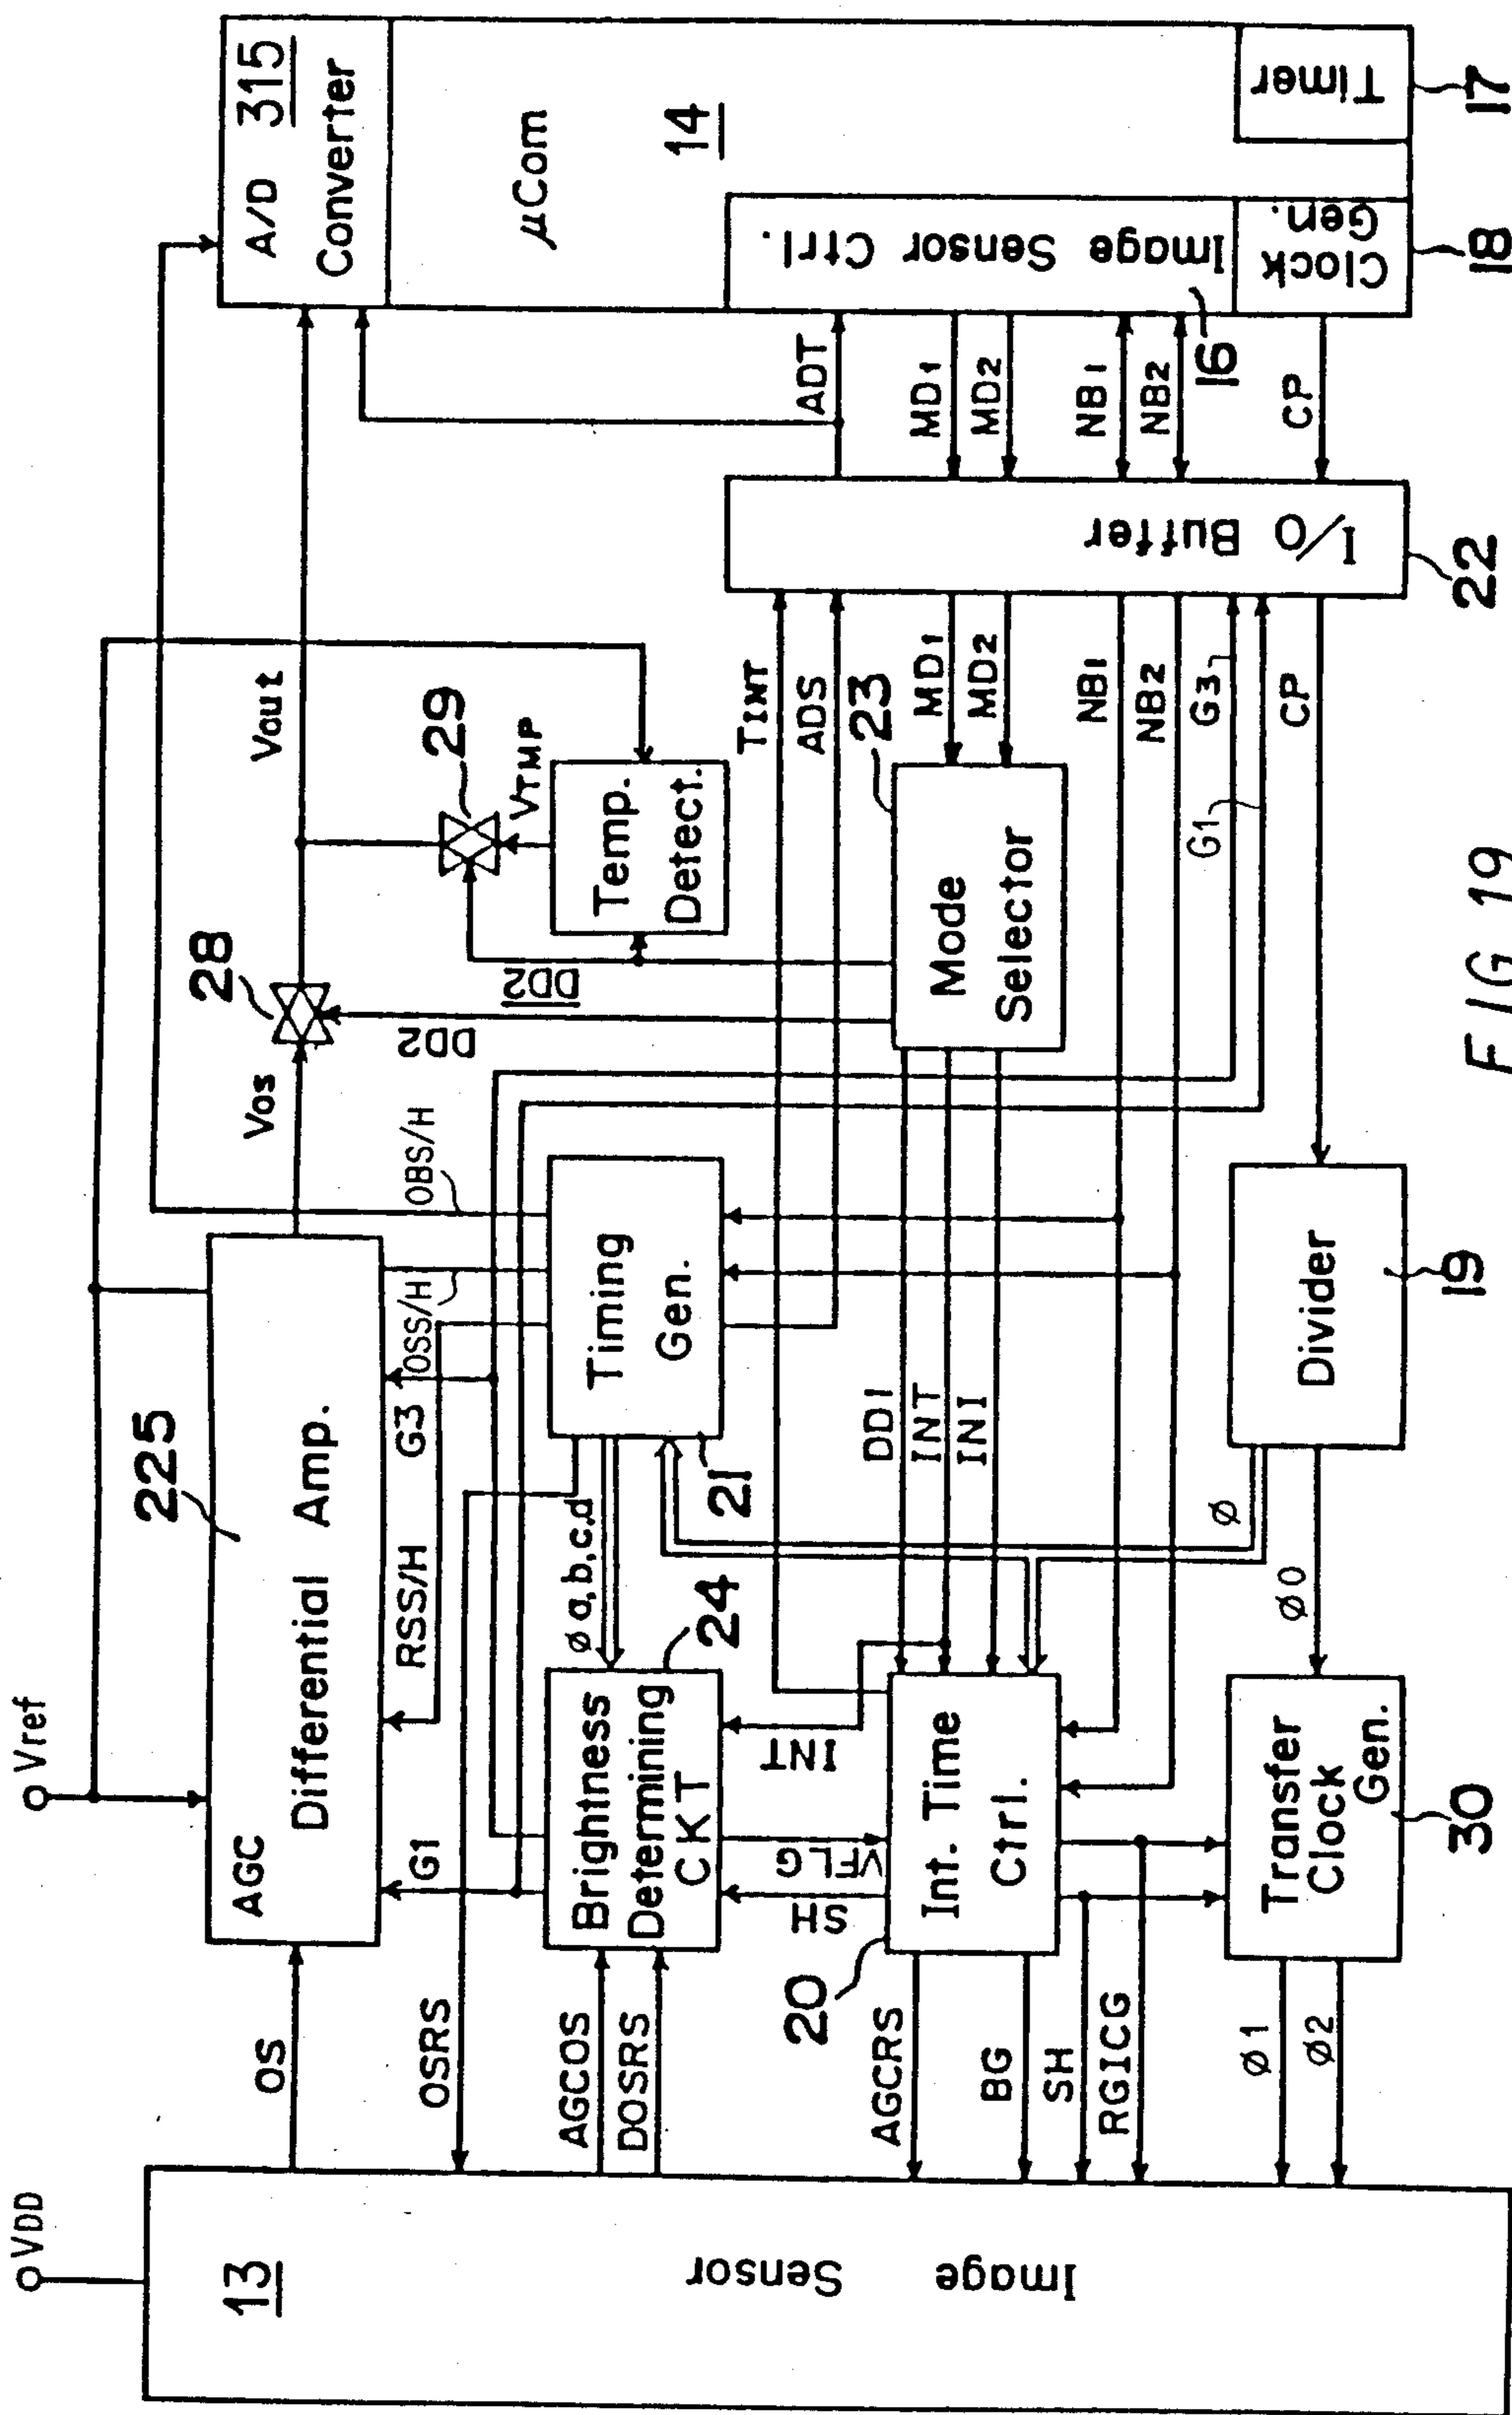 VDD
Vref
13
Image
Sensor
OS
OSRS
AGCOS
DOSRS
AGCRS
BG
SH
RGICG
ø1
ø2
225
AGC
Differential Amp.
G1
RSS/H
G3
OSS/H
OBS/H
Brightness
Determining
CKT
24
øa,b,c,d
SH
VFLG
INT
20
Int. Time
Ctrl.
Transfer
Clock
Gen.
30
ø0
ø
Timing
Gen.
21
DD1
INT
INI
Divider
19
Vos
28
DD2
DD2
29
VTMP
Temp.
Detect.
Vout
Mode
Selector
23
TINT
ADS
MD1
MD2
NB1
NB2
G3
G1
CP
I/O Buffer
22
ADT
MD1
MD2
NB1
NB2
CP
A/D 315
Converter
µCom
14
Image Sensor Ctrl.
16
Clock
Gen.
18
Timer
17
FIG 19